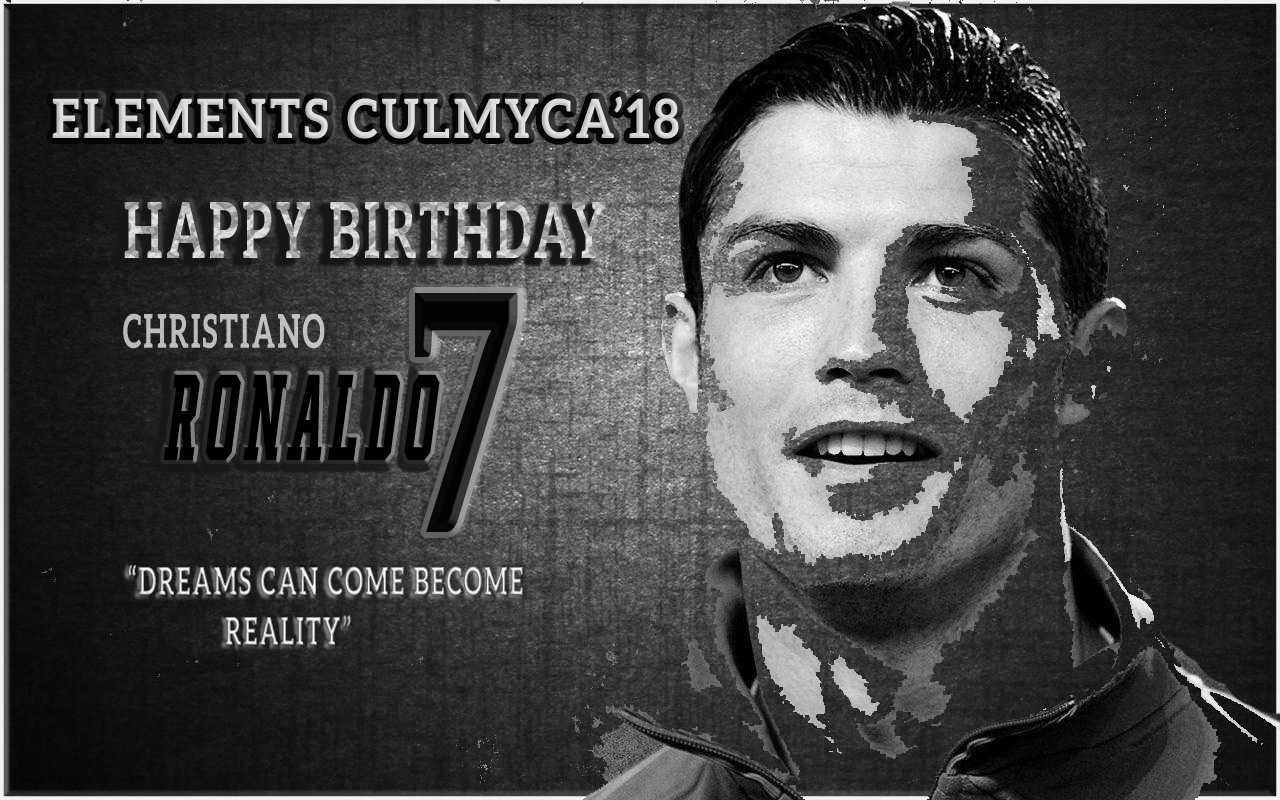 ELEMENTS CULMYCA’18
HAPPY BIRTHDAY
CHRISTIANO
RONALDO
7
“DREAMS CAN COME BECOME
REALITY”